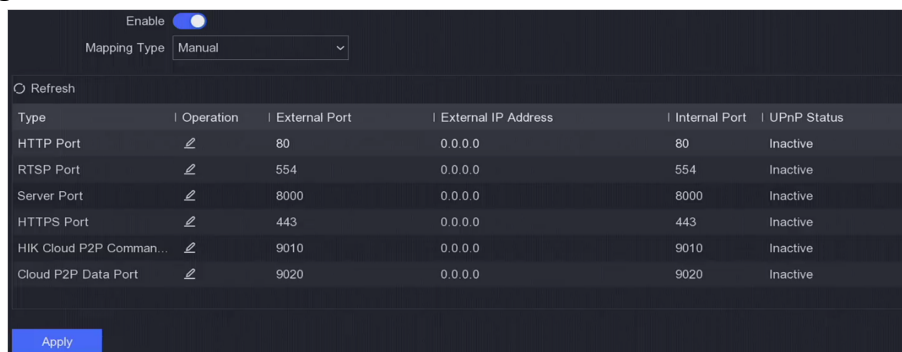 Enable
Mapping Type Manual
Refresh
Type Operation External Port External IP Address Internal Port UPnP Status
HTTP Port 80 0.0.0.0 80 Inactive
RTSP Port 554 0.0.0.0 554 Inactive
Server Port 8000 0.0.0.0 8000 Inactive
HTTPS Port 443 0.0.0.0 443 Inactive
HIK Cloud P2P Comman... 9010 0.0.0.0 9010 Inactive
Cloud P2P Data Port 9020 0.0.0.0 9020 Inactive
Apply